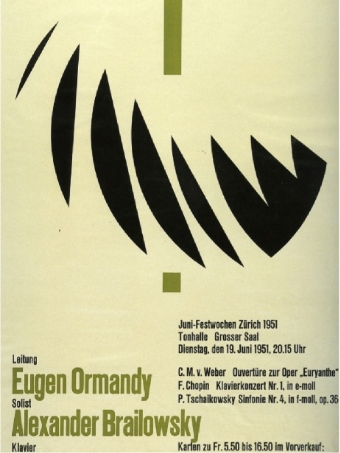 Juni-Festwochen Zürich 1951
Tonhalle Grosser Saal
Dienstag, den 19. Juni 1951, 20.15 Uhr
Leitung
Eugen Ormandy
Solist
Alexander Brailowsky
Klavier
C. M. v. Weber Ouvertüre zur Oper „Euryanthe“
F. Chopin Klavierkonzert Nr. 1, in e-moll
P. Tschaikowsky Sinfonie Nr. 4, in f-moll, op. 36
Karten zu Fr. 5.50 bis 16.50 im Vorverkauf: